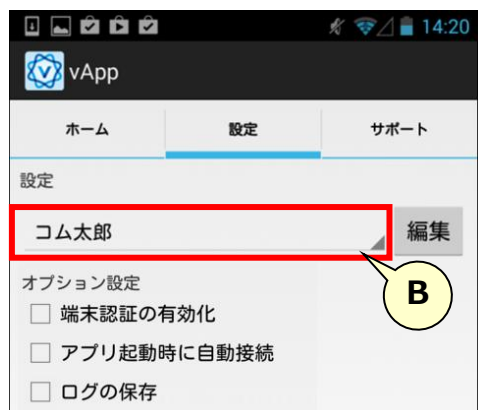 14:20
vApp
ホーム 設定 サポート
設定
コム太郎 編集
B
オプション設定
端末認証の有効化
アプリ起動時に自動接続
ログの保存